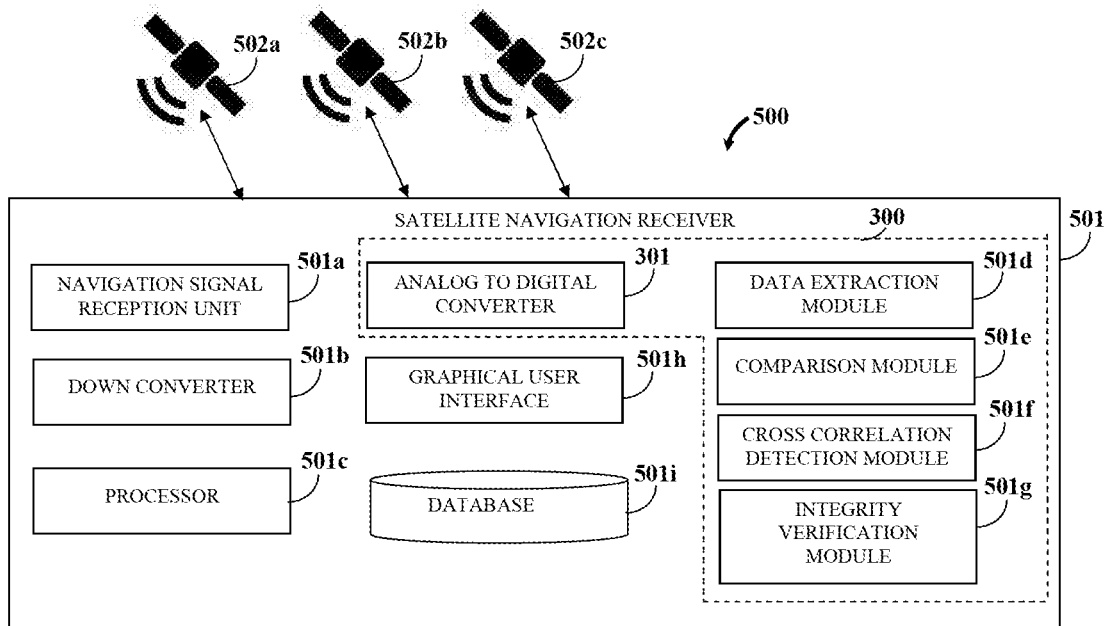 502a
502b
502c
500
SATELLITE NAVIGATION RECEIVER
300
501
501a
NAVIGATION SIGNAL
RECEPTION UNIT
301
ANALOG TO DIGITAL
CONVERTER
501d
DATA EXTRACTION
MODULE
501b
DOWN CONVERTER
501h
GRAPHICAL USER
INTERFACE
501e
COMPARISON MODULE
501f
CROSS CORRELATION
DETECTION MODULE
501c
PROCESSOR
501i
DATABASE
501g
INTEGRITY
VERIFICATION
MODULE